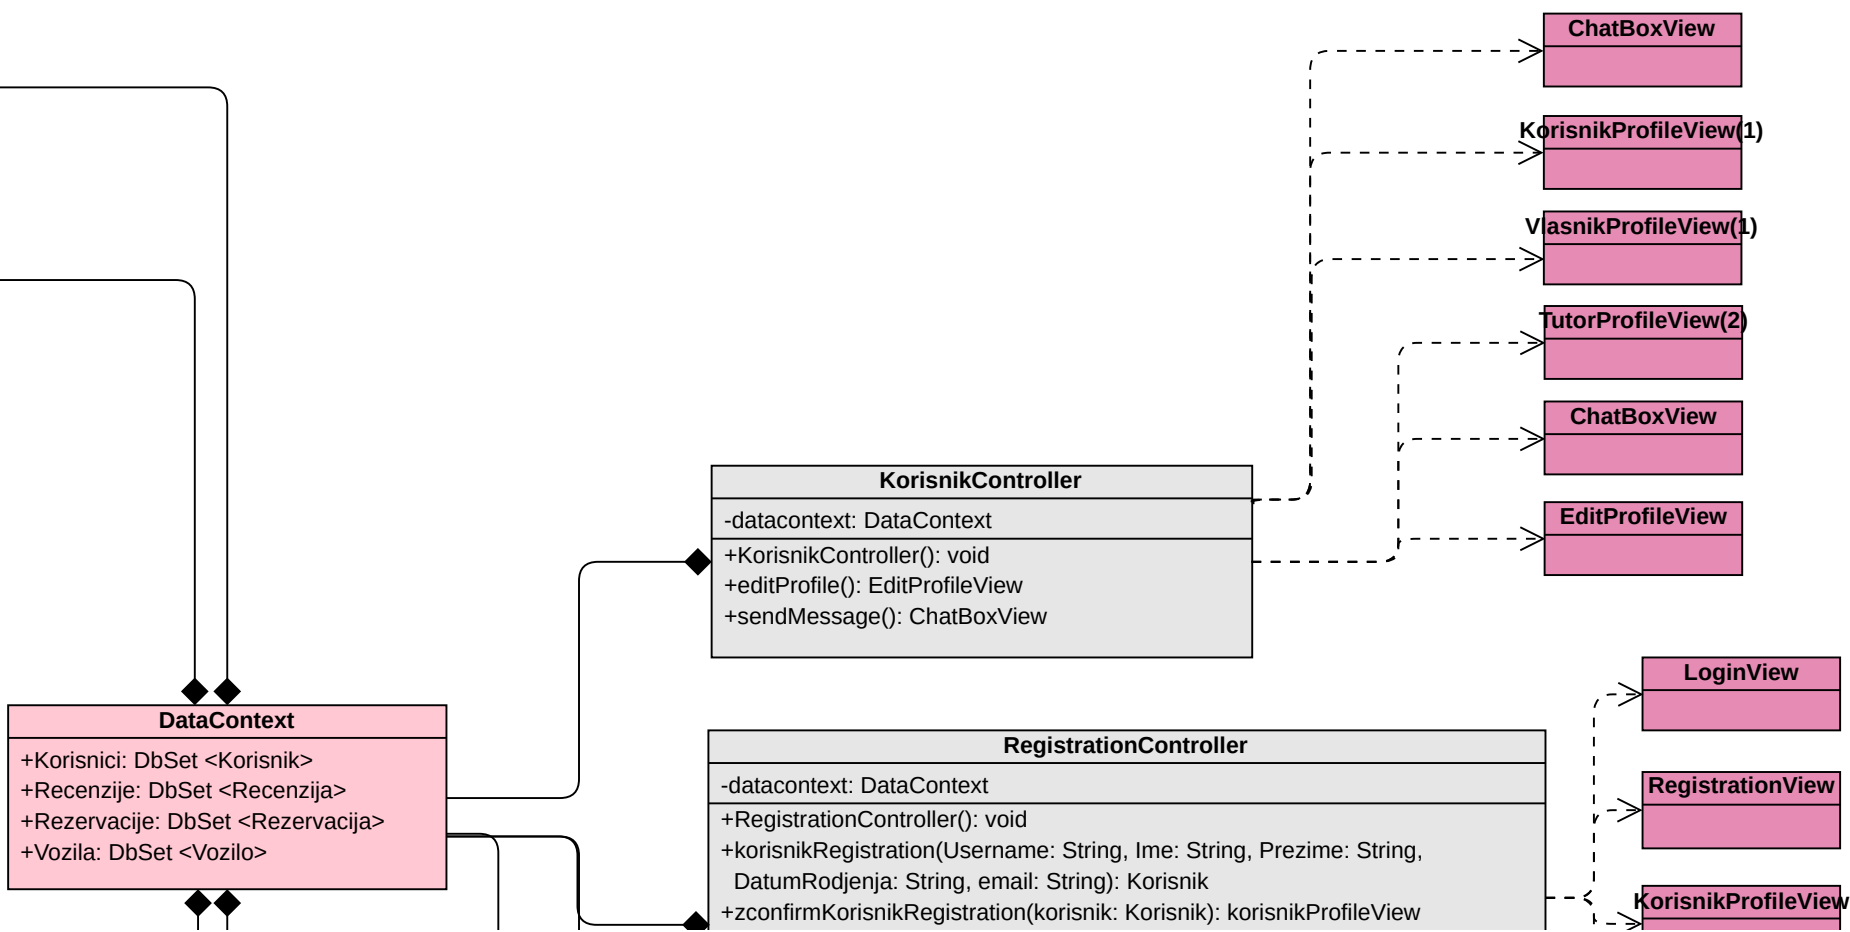 ChatBoxView
KorisnikProfileView(1)
VlasnikProfileView(1)
TutorProfileView(2)
ChatBoxView
EditProfileView
KorisnikController
-datacontext: DataContext
+KorisnikController(): void
+editProfile(): EditProfileView
+sendMessage(): ChatBoxView
DataContext
+Korisnici: DbSet <Korisnik>
+Recenzije: DbSet <Recenzija>
+Rezervacije: DbSet <Rezervacija>
+Vozila: DbSet <Vozilo>
RegistrationController
-datacontext: DataContext
+RegistrationController(): void
+korisnikRegistration(Username: String, Ime: String, Prezime: String,
DatumRodjenja: String, email: String): Korisnik
+zconfirmKorisnikRegistration(korisnik: Korisnik): korisnikProfileView
LoginView
RegistrationView
KorisnikProfileView